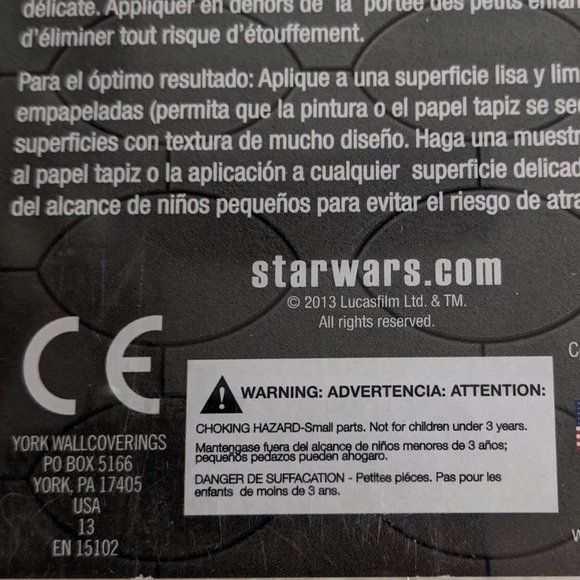 délicate. Appliquer en dehors de la portée des petits enfan
d'éliminer tout risque d'étouffement.
Para el óptimo resultado: Aplique a una superficie lisa y lim
empapeladas (permita que la pintura o el papel tapiz se se
superficies con textura de mucho diseño. Haga una muestr
al papel tapiz o la aplicación a cualquier superficie delicad
del alcance de niños pequeños para evitar el riesgo de atra
starwars.com
© 2013 Lucasfilm Ltd. & TM.
All rights reserved.
CE
YORK WALLCOVERINGS
PO BOX 5166
YORK, PA 17405
USA
13
EN 15102
WARNING: ADVERTENCIA: ATTENTION:
CHOKING HAZARD-Small parts. Not for children under 3 years.
Mantengase fuera del alcance de niños menores de 3 años;
pequeños pedazos pueden ahogaro.
DANGER DE SUFFACATION - Petites piéces. Pas pour les
enfants de moins de 3 ans.
C
w